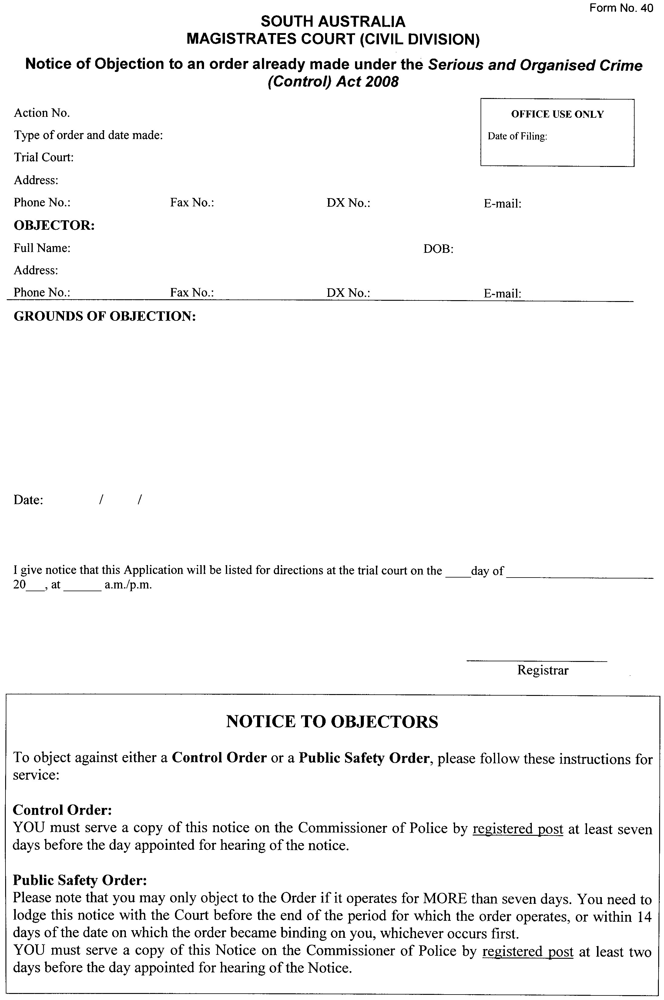 Form No. 40
SOUTH AUSTRALIA
MAGISTRATES COURT (CIVIL DIVISION)
Notice of Objection to an order already made under the Serious and Organised Crime
(Control) Act 2008
Action No.
OFFICE USE ONLY
Type of order and date made:
Date of Filing:
Trial Court:
Address:
Phone No.: Fax No.: DX No.: E-mail:
OBJECTOR:
Full Name: DOB:
Address:
Phone No.: Fax No.: DX No.: E-mail:
GROUNDS OF OBJECTION:
Date: / /
I give notice that this Application will be listed for directions at the trial court on the ____day of ____
20___, at ______ a.m./p.m.
Registrar
NOTICE TO OBJECTORS
To object against either a Control Order or a Public Safety Order, please follow these instructions for
service:
Control Order:
YOU must serve a copy of this notice on the Commissioner of Police by registered post at least seven
days before the day appointed for hearing of the notice.
Public Safety Order:
Please note that you may only object to the Order if it operates for MORE than seven days. You need to
lodge this notice with the Court before the end of the period for which the order operates, or within 14
days of the date on which the order became binding on you, whichever occurs first.
YOU must serve a copy of this Notice on the Commissioner of Police by registered post at least two
days before the day appointed for hearing of the Notice.